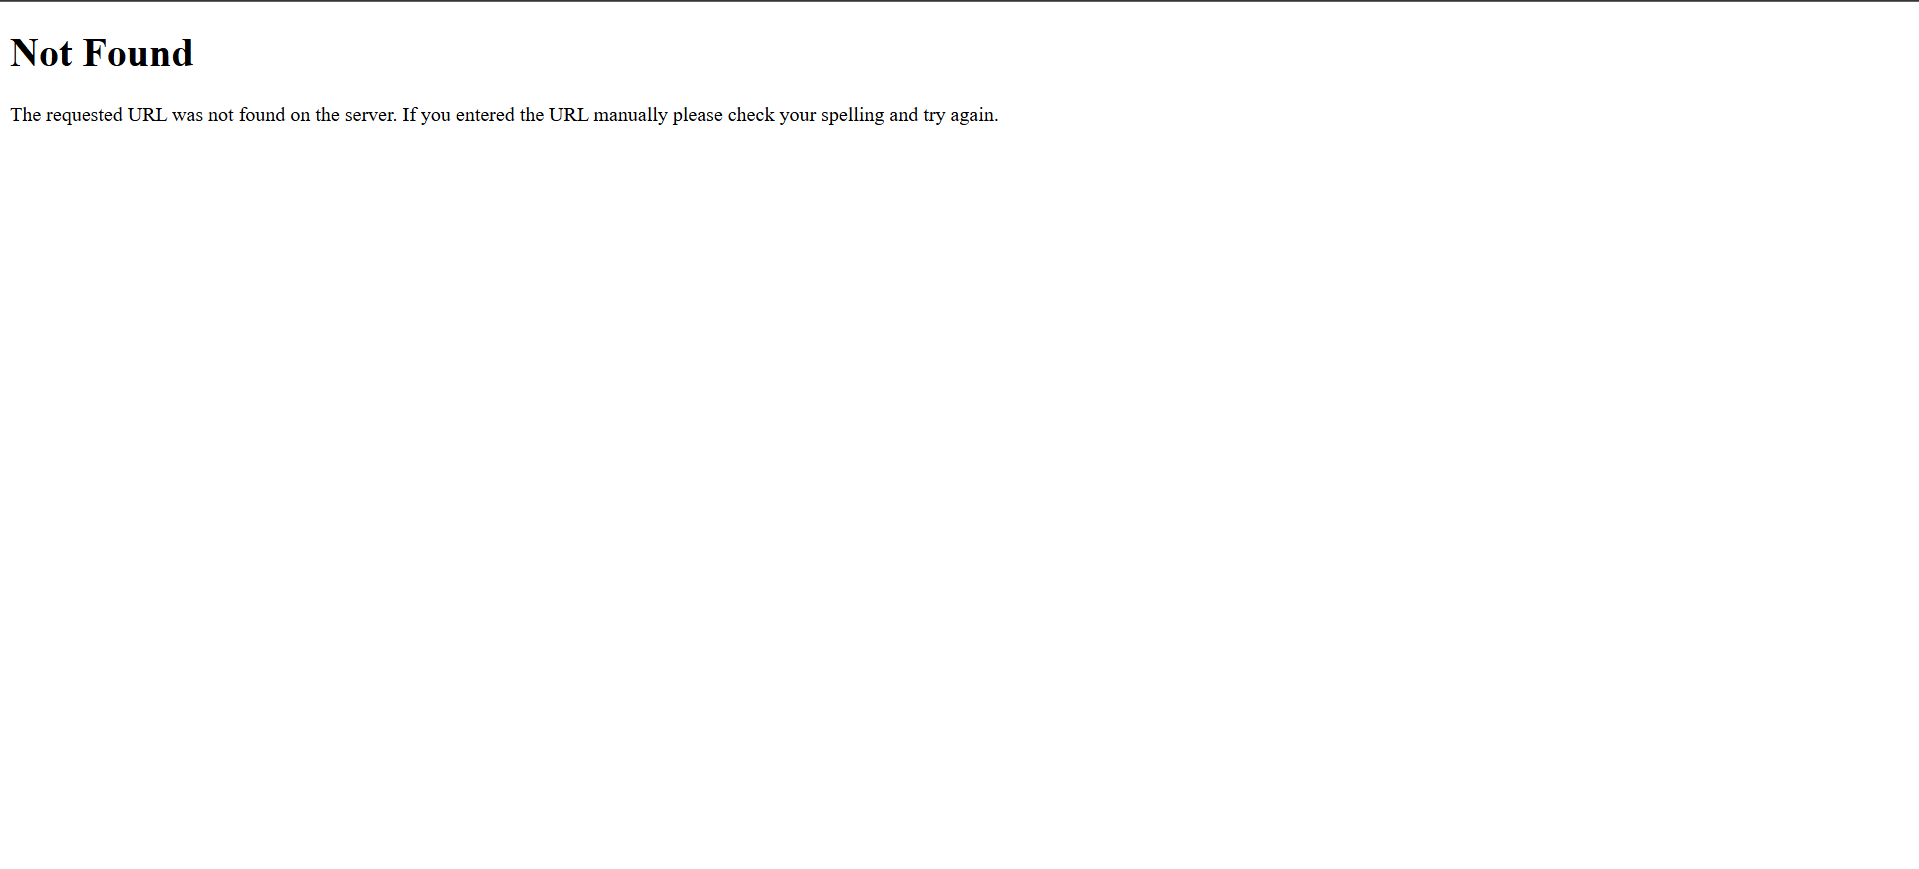 Not Found
The requested URL was not found on the server. If you entered the URL manually please check your spelling and try again.